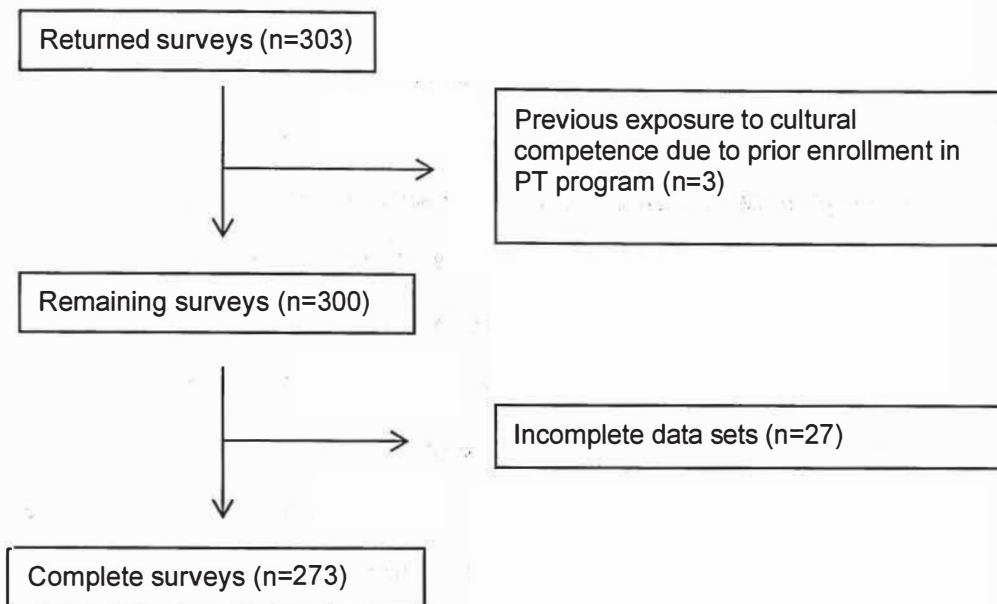 Returned surveys (n=303)
Previous exposure to cultural
competence due to prior enrollment in
PT program (n=3)
Remaining surveys (n=300)
Incomplete data sets (n=27)
Complete surveys (n=273)